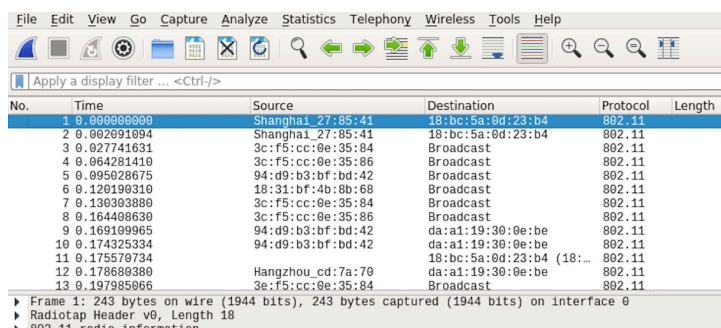 File Edit View Go Capture Analyze Statistics Telephony Wireless Tools Help
Apply a display filter ... <Ctrl-/>
No. Time Source Destination Protocol Length
1 0.000000000 Shanghai_27:85:41 18:bc:5a:0d:23:b4 802.11
2 0.002091094 Shanghai_27:85:41 18:bc:5a:0d:23:b4 802.11
3 0.027741631 3c:f5:cc:0e:35:84 Broadcast 802.11
4 0.064281410 3c:f5:cc:0e:35:86 Broadcast 802.11
5 0.095028675 94:d9:b3:bf:bd:42 Broadcast 802.11
6 0.120190310 18:31:bf:4b:8b:68 Broadcast 802.11
7 0.130303880 3c:f5:cc:0e:35:84 Broadcast 802.11
8 0.164408630 3c:f5:cc:0e:35:86 Broadcast 802.11
9 0.169109965 94:d9:b3:bf:bd:42 da:a1:19:30:0e:be 802.11
10 0.174325334 94:d9:b3:bf:bd:42 da:a1:19:30:0e:be 802.11
11 0.175570734 18:bc:5a:0d:23:b4 (18:… 802.11
12 0.178680380 Hangzhou_cd:7a:70 da:a1:19:30:0e:be 802.11
13 0.197985066 3e:f5:cc:0e:35:84 Broadcast 802.11
Frame 1: 243 bytes on wire (1944 bits), 243 bytes captured (1944 bits) on interface 0
Radiotap Header v0, Length 18
802.11 radio information